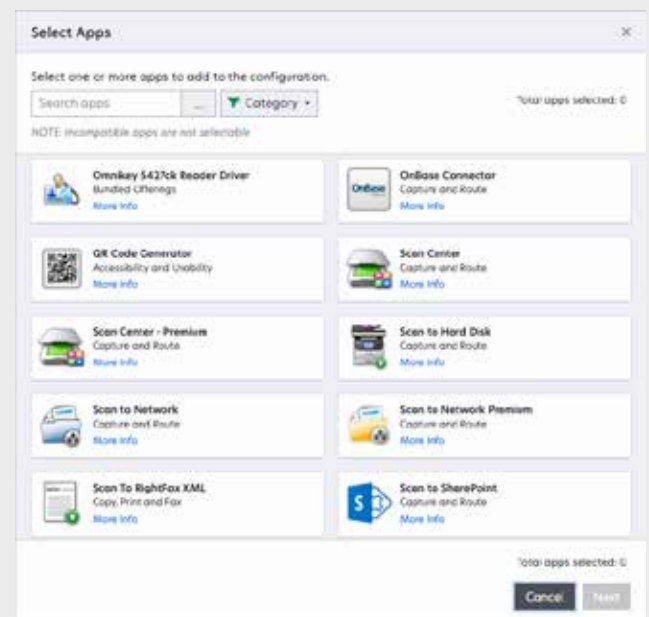 Select Apps
Select one or more apps to add to the configuration.
Search apps
...
Category
Total apps selected: 0
NOTE: Incompatible apps are not selectable
Omnikey 5427ck Reader Driver
Bundled Offerings
More Info
OnBase
OnBase Connector
Capture and Route
More Info
QR Code Generator
Accessibility and Usability
More Info
Scan Center
Capture and Route
More Info
Scan Center - Premium
Capture and Route
More Info
Scan to Hard Disk
Capture and Route
More Info
Scan to Network
Capture and Route
More Info
Scan to Network Premium
Capture and Route
More Info
Scan To RightFax XML
Copy, Print and Fax
More Info
S
Scan to SharePoint
Capture and Route
More Info
Total apps selected: 0
Cancel
Next